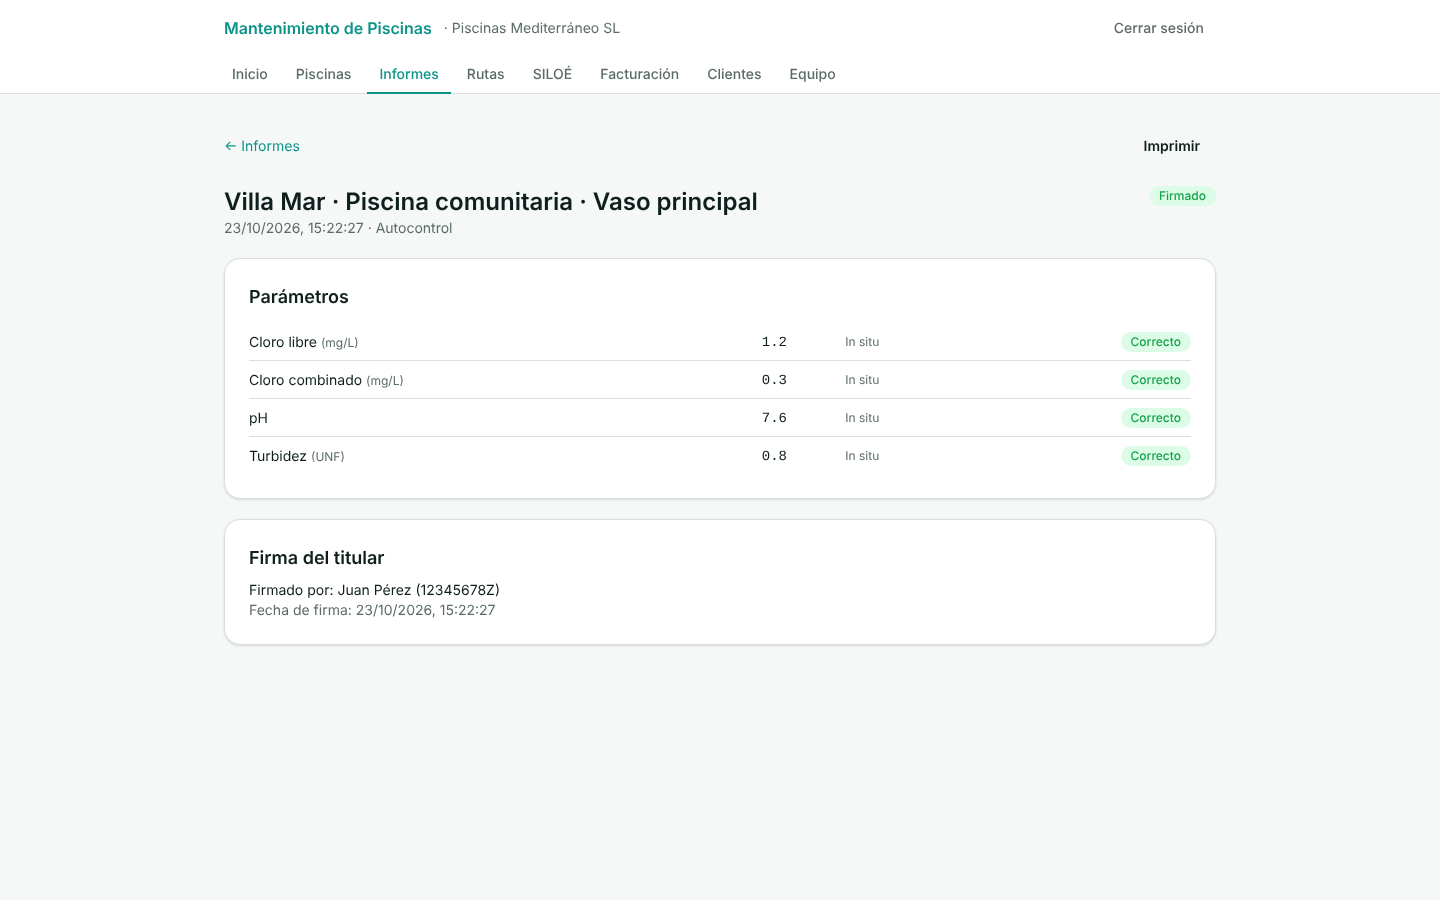 Mantenimiento de Piscinas · Piscinas Mediterráneo SL Cerrar sesión
Inicio Piscinas Informes Rutas SILOÉ Facturación Clientes Equipo
← Informes Imprimir
Villa Mar · Piscina comunitaria · Vaso principal Firmado
23/10/2026, 15:22:27 · Autocontrol
Parámetros
Cloro libre (mg/L) 1.2 In situ Correcto
Cloro combinado (mg/L) 0.3 In situ Correcto
pH 7.6 In situ Correcto
Turbidez (UNF) 0.8 In situ Correcto
Firma del titular
Firmado por: Juan Pérez (12345678Z)
Fecha de firma: 23/10/2026, 15:22:27